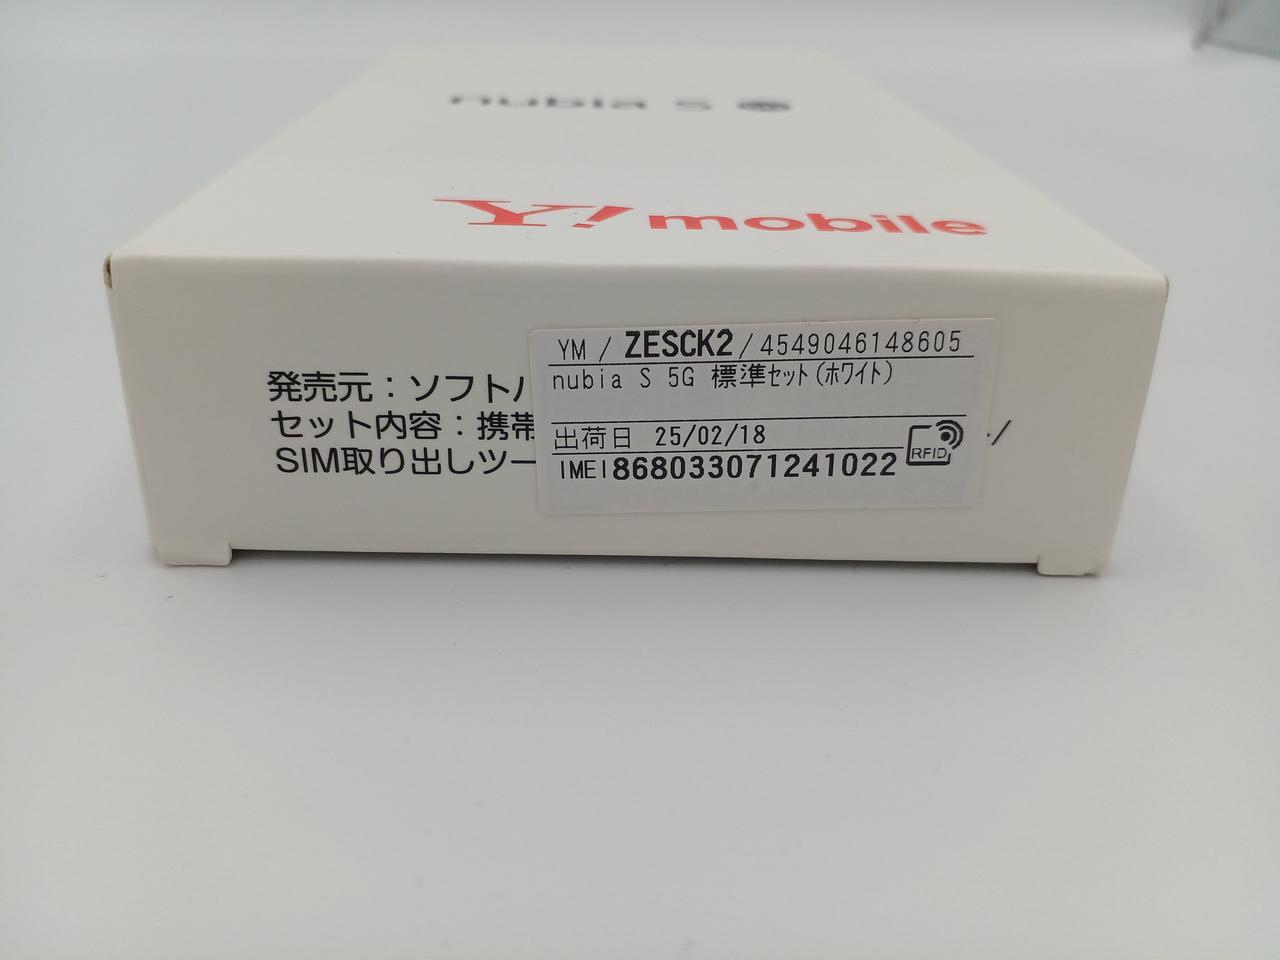 nubia S 5G
Y!mobile
YM / ZESCK2 / 4549046148605
nubia S 5G 標準ｾｯﾄ(ﾎﾜｲﾄ)
発売元：ソフトバ
セット内容：携帯
出荷日 25/02/18
SIM取り出しツー
IMEI 868033071241022
RFID